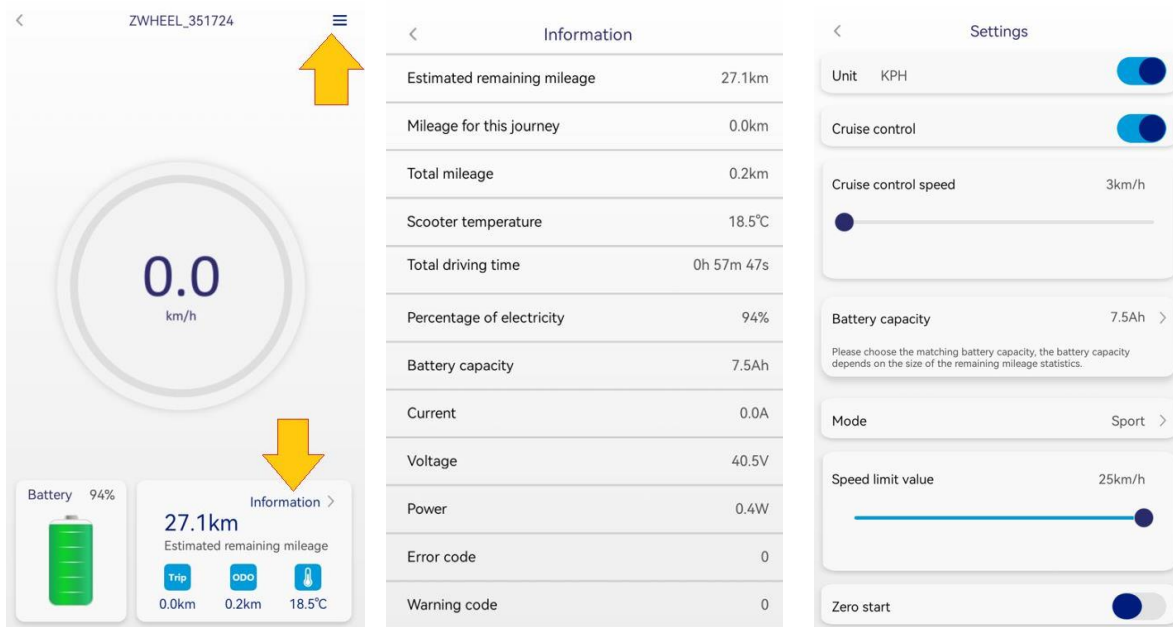 ZWHEEL_351724
0.0
km/h
Battery 94%
Information
27.1km
Estimated remaining mileage
Trip ODO
0.0km 0.2km 18.5℃
Information
Estimated remaining mileage 27.1km
Mileage for this journey 0.0km
Total mileage 0.2km
Scooter temperature 18.5℃
Total driving time 0h 57m 47s
Percentage of electricity 94%
Battery capacity 7.5Ah
Current 0.0A
Voltage 40.5V
Power 0.4W
Error code 0
Warning code 0
Settings
Unit KPH
Cruise control
Cruise control speed 3km/h
Battery capacity 7.5Ah
Please choose the matching battery capacity, the battery capacity
depends on the size of the remaining mileage statistics.
Mode Sport
Speed limit value 25km/h
Zero start